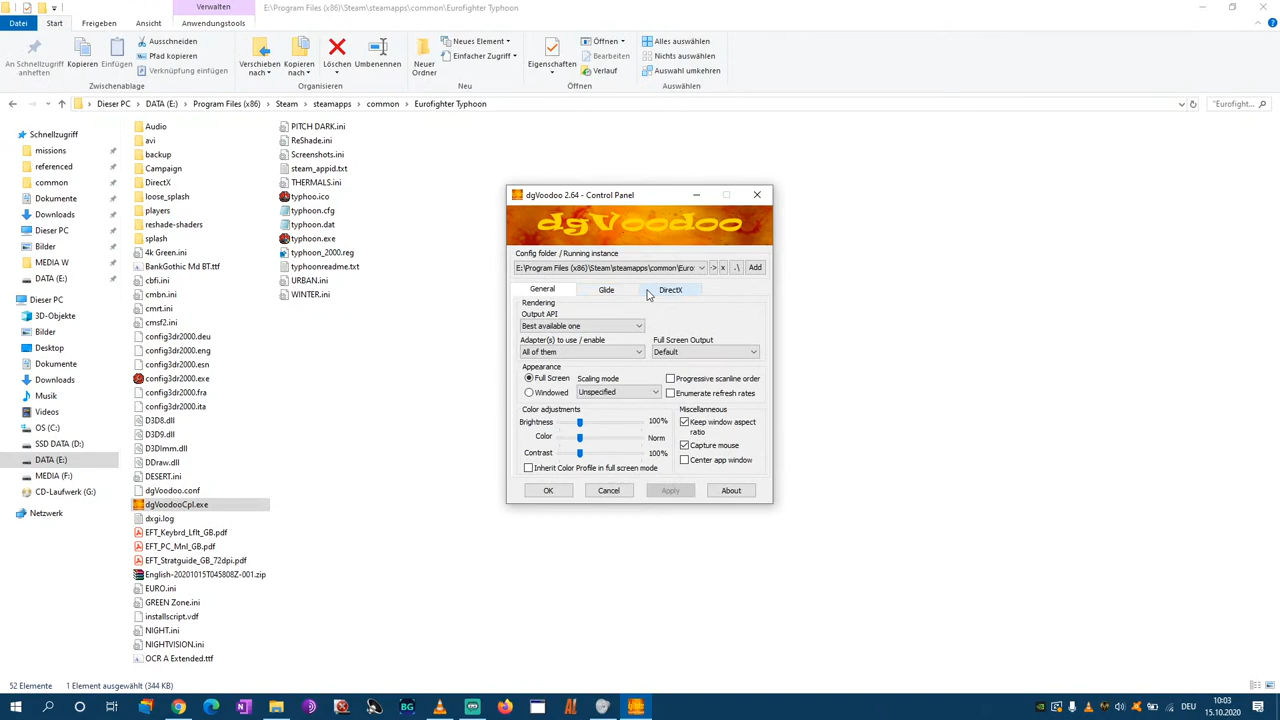 Verwalten
E:\Program Files (x86)\Steam\steamapps\common\Eurofighter Typhoon
Datei
Start
Freigeben
Ansicht
Anwendungstools
An Schnellzugriff anheften
Kopieren
Einfügen
Ausschneiden
Pfad kopieren
Verknüpfung einfügen
Zwischenablage
Verschieben nach
Kopieren nach
Löschen
Umbenennen
Organisieren
Neuer Ordner
Neues Element
Einfacher Zugriff
Neu
Eigenschaften
Öffnen
Bearbeiten
Verlauf
Öffnen
Alles auswählen
Nichts auswählen
Auswahl umkehren
Auswählen
Dieser PC
DATA (E:)
Program Files (x86)
Steam
steamapps
common
Eurofighter Typhoon
"Eurofight...
Schnellzugriff
missions
referenced
common
Dokumente
Downloads
Dieser PC
Bilder
MEDIA W
DATA (E:)
Dieser PC
3D-Objekte
Bilder
Desktop
Dokumente
Downloads
Musik
Videos
OS (C:)
SSD DATA (D:)
DATA (E:)
MEDIA (F:)
CD-Laufwerk (G:)
Netzwerk
Audio
avi
backup
Campaign
DirectX
loose_splash
players
reshade-shaders
splash
4k Green.ini
BankGothic Md BT.ttf
cbfi.ini
cmbn.ini
cmrt.ini
cmsf2.ini
config3dr2000.deu
config3dr2000.eng
config3dr2000.esn
config3dr2000.exe
config3dr2000.fra
config3dr2000.ita
D3D8.dll
D3D9.dll
D3DImm.dll
DDraw.dll
DESERT.ini
dgVoodoo.conf
dgVoodooCpl.exe
dxgi.log
EFT_Keybrd_Lflt_GB.pdf
EFT_PC_Mnl_GB.pdf
EFT_Stratguide_GB_72dpi.pdf
English-20201015T045808Z-001.zip
EURO.ini
GREEN Zone.ini
installscript.vdf
NIGHT.ini
NIGHTVISION.ini
OCR A Extended.ttf
PITCH DARK.ini
ReShade.ini
Screenshots.ini
steam_appid.txt
THERMALS.ini
typhoo.ico
typhoon.cfg
typhoon.dat
typhoon.exe
typhoon_2000.reg
typhoonreadme.txt
URBAN.ini
WINTER.ini
dgVoodoo 2.64 - Control Panel
dgVoodoo
Config folder / Running instance
E:\Program Files (x86)\Steam\steamapps\common\Euro
->
x
.\
Add
General
Glide
DirectX
Rendering
Output API
Best available one
Adapter(s) to use / enable
Full Screen Output
All of them
Default
Appearance
Full Screen
Scaling mode
Progressive scanline order
Windowed
Unspecified
Enumerate refresh rates
Color adjustments
Miscellaneous
Brightness
100%
Keep window aspect ratio
Color
Norm
Capture mouse
Contrast
100%
Center app window
Inherit Color Profile in full screen mode
OK
Cancel
Apply
About
52 Elemente
1 Element ausgewählt (344 KB)
BG
DEU
10:03
15.10.2020